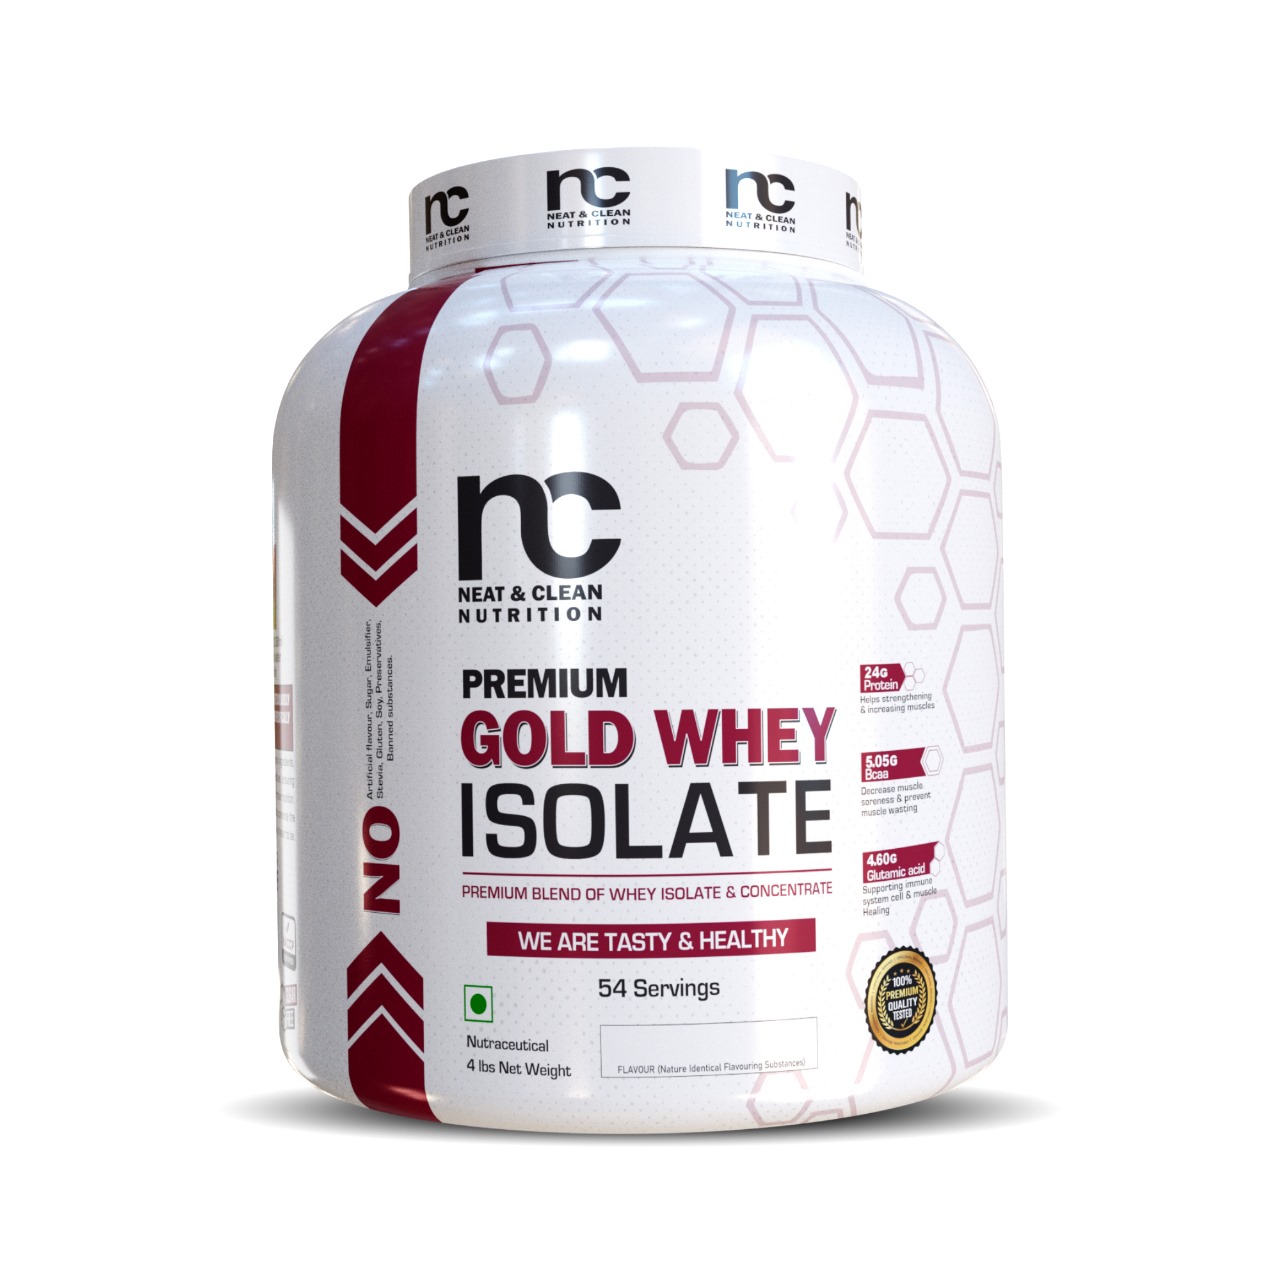 nc
NEAT & CLEAN
NUTRITION
nc
NEAT & CLEAN
NUTRITION
nc
NEAT & CLEAN
NUTRITION
nc
NEAT & CLEAN
NUTRITION
NO
Artificial flavour, Sugar, Emulsifier,
Stevia, Gluten, Soy, Preservatives,
Banned substances.
PREMIUM
GOLD WHEY
ISOLATE
PREMIUM BLEND OF WHEY ISOLATE & CONCENTRATE
WE ARE TASTY & HEALTHY
54 Servings
Nutraceutical
4 lbs Net Weight
FLAVOUR (Nature Identical Flavouring Substances)
24G
Protein
Helps strengthening
& increasing muscles
5.05G
Bcaa
Decrease muscle
soreness & prevent
muscle wasting
4.60G
Glutamic acid
Supporting immune
system cell & muscle
Healing
100%
PREMIUM
QUALITY
TESTED